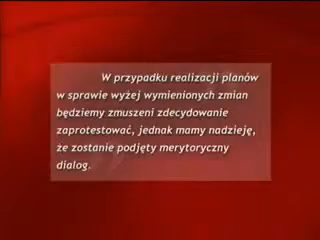 W przypadku realizacji planów
w sprawie wyżej wymienionych zmian
będziemy zmuszeni zdecydowanie
zaprotestować, jednak mamy nadzieję,
że zostanie podjęty merytoryczny
dialog.